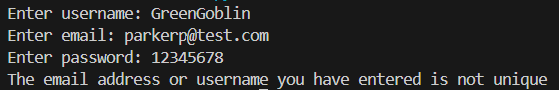 Enter username: GreenGoblin
Enter email: parkerp@test.com
Enter password: 12345678
The email address or username you have entered is not unique